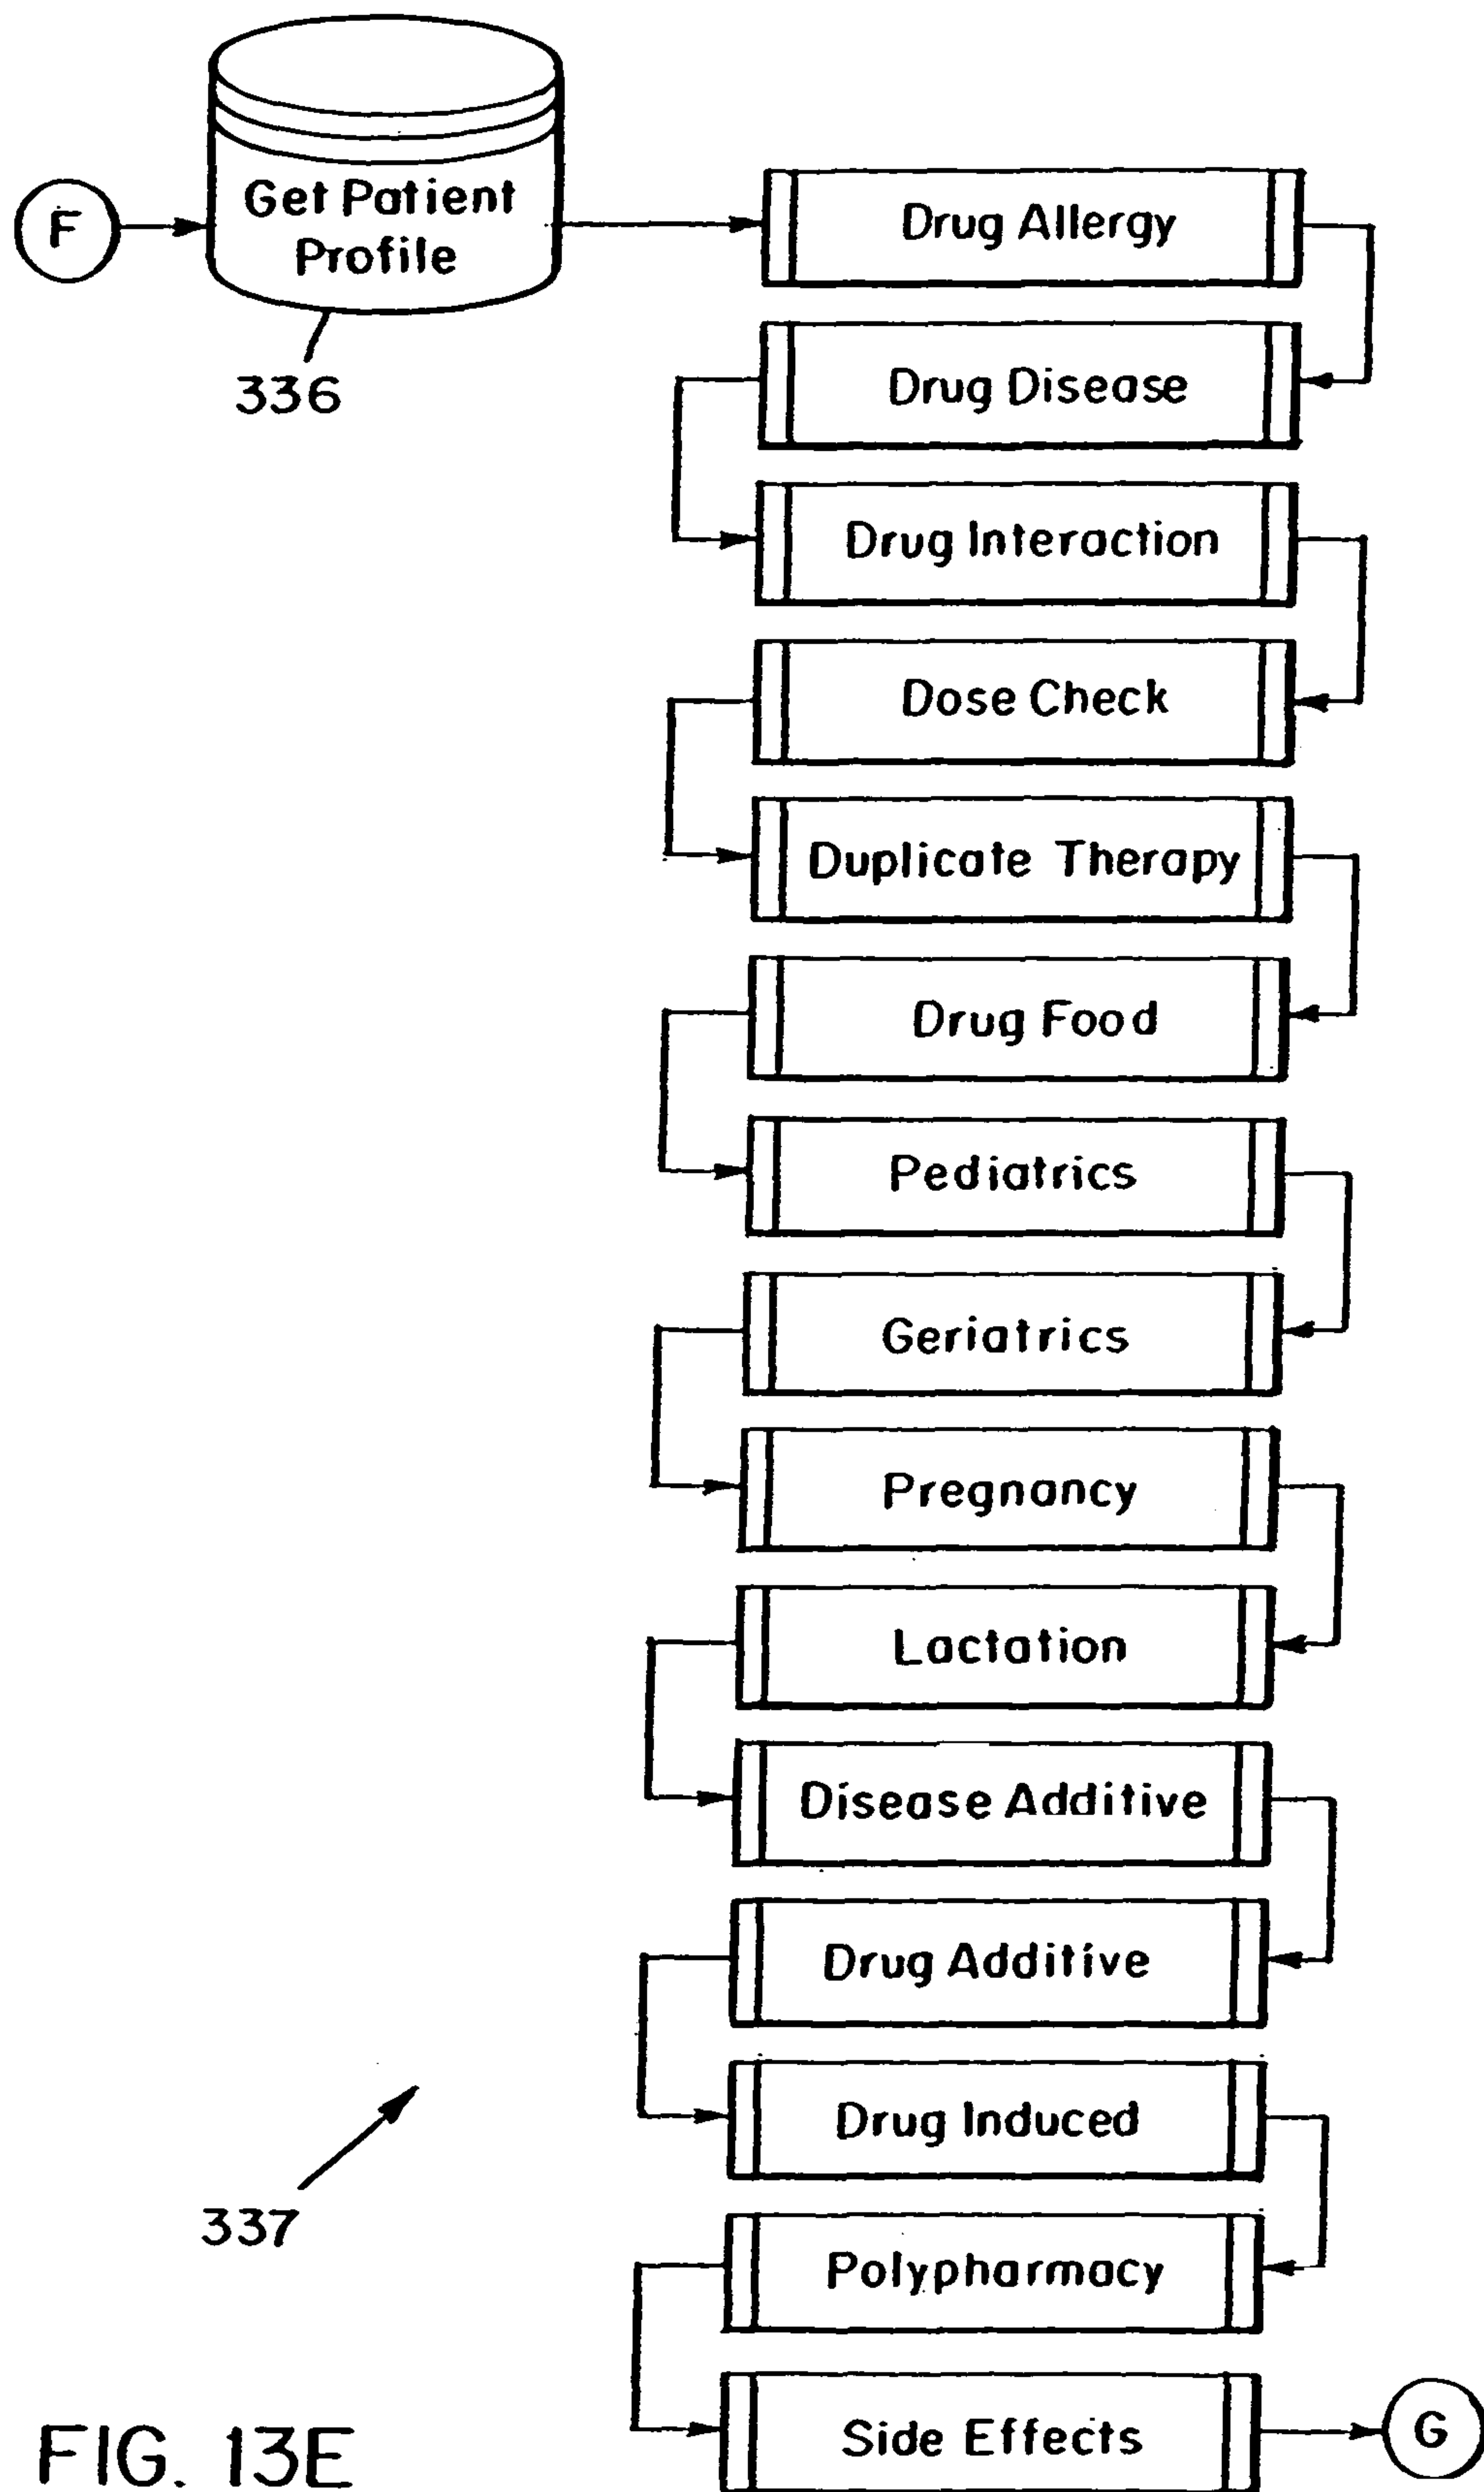 F
Get Patient
Profile
336
Drug Allergy
Drug Disease
Drug Interaction
Dose Check
Duplicate Therapy
Drug Food
Pediatrics
Geriatrics
Pregnancy
Lactation
Disease Additive
Drug Additive
Drug Induced
337
Polypharmacy
Side Effects
G
FIG. 13E